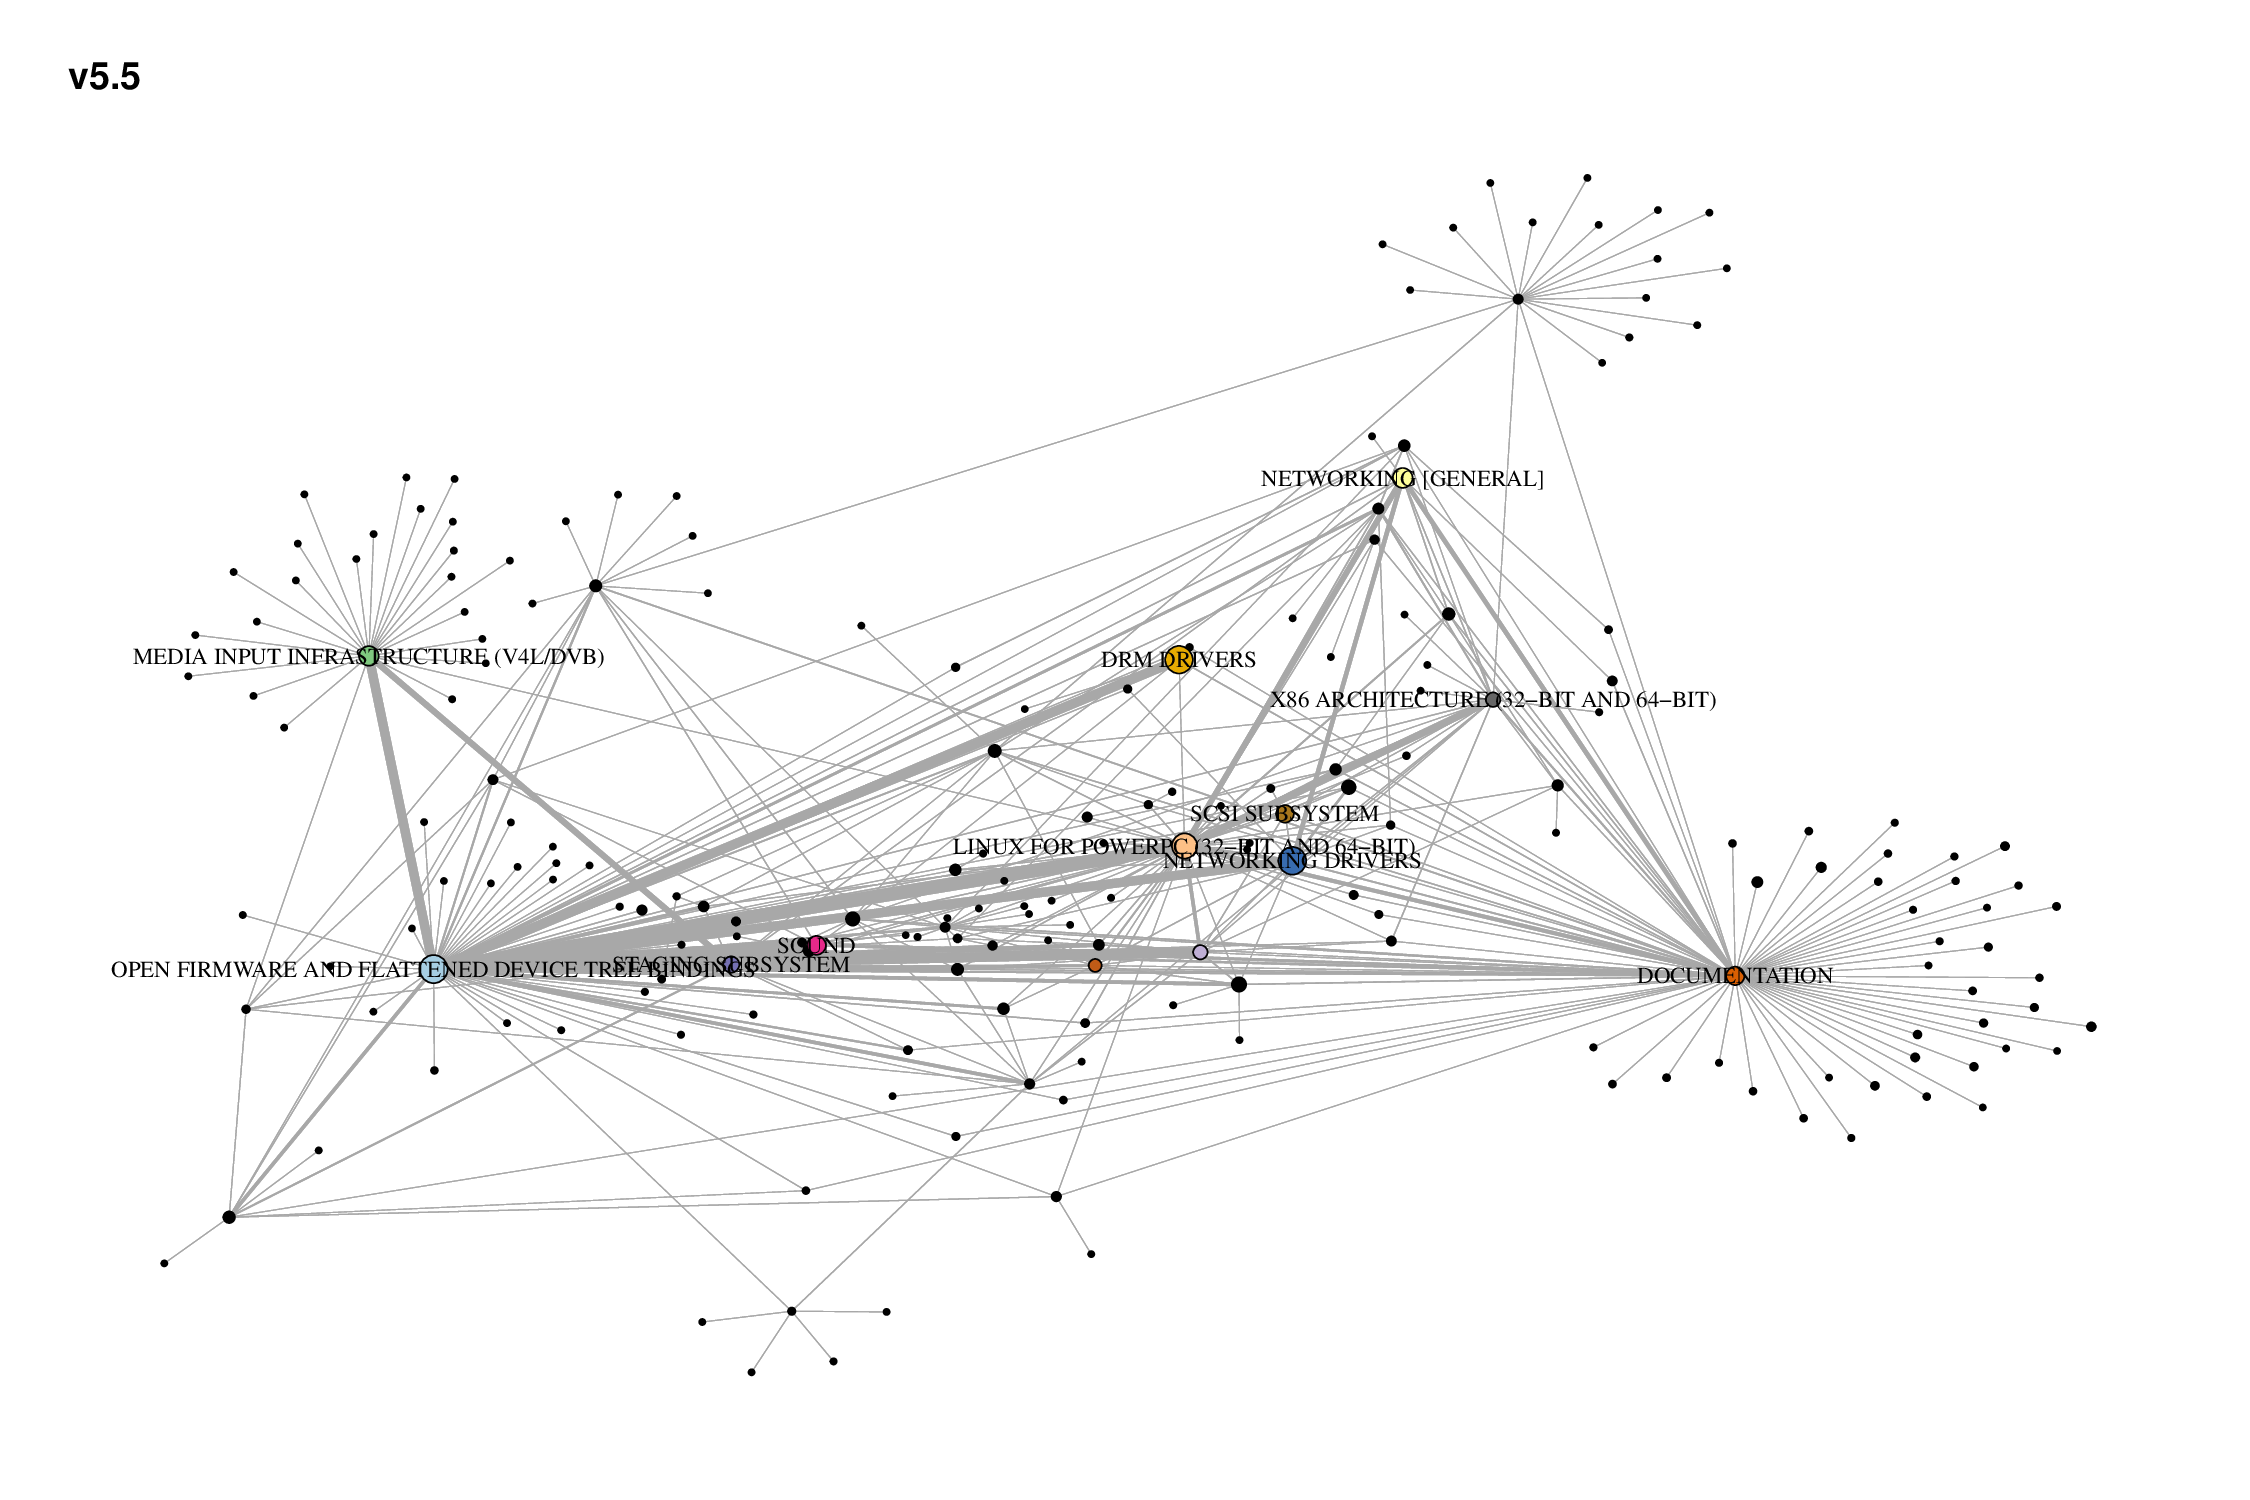 v5.5
NETWORKING [GENERAL]
MEDIA INPUT INFRASTRUCTURE (V4L/DVB)
DRM DRIVERS
X86 ARCHITECTURE (32−BIT AND 64−BIT)
SCSI SUBSYSTEM
LINUX FOR POWERPC (32−BIT AND 64−BIT)
NETWORKING DRIVERS
SOUND
STAGING SUBSYSTEM
OPEN FIRMWARE AND FLATTENED DEVICE TREE BINDINGS
DOCUMENTATION